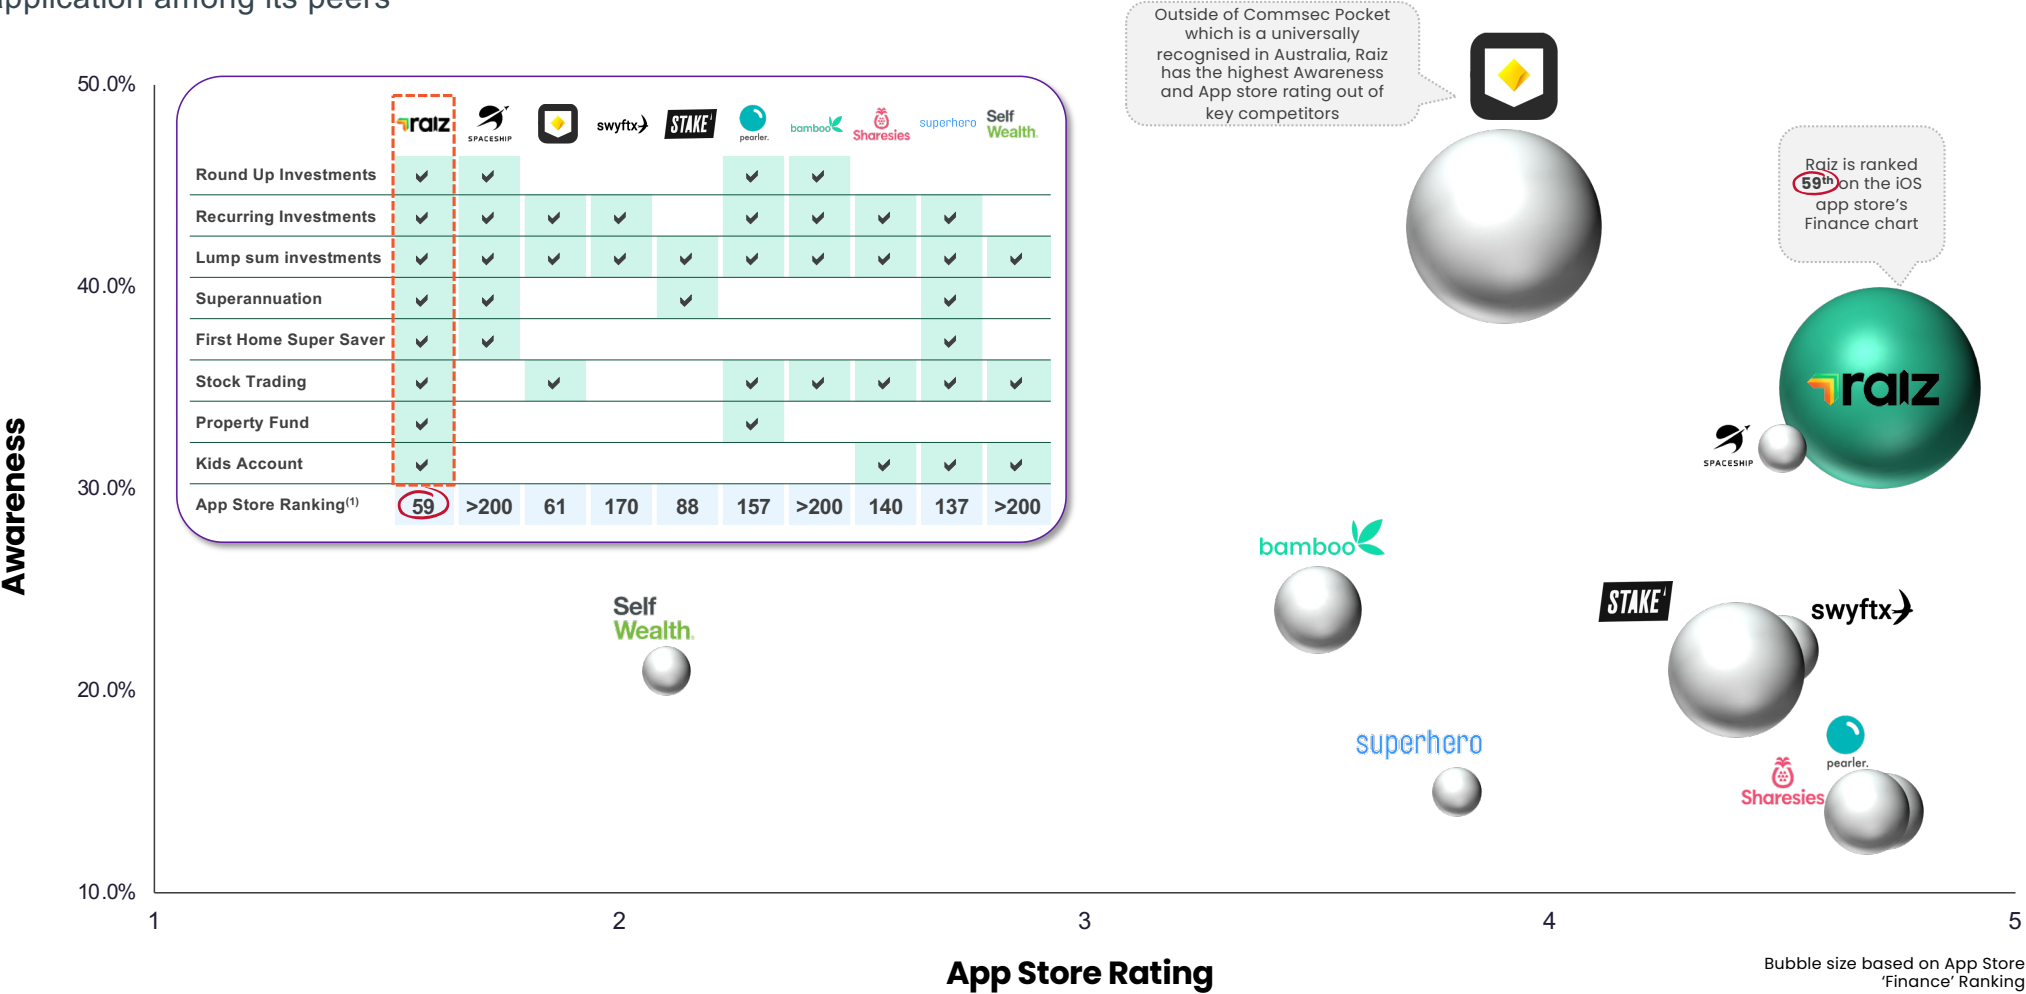 application among its peers
Outside of Commsec Pocket
which is a universally
recognised in Australia, Raiz
has the highest Awareness
and App store rating out of
key competitors
Raiz is ranked
59th on the iOS
app store's
Finance chart
50.0%
40.0%
30.0%
20.0%
10.0%
Awareness
raiz SPACESHIP swyftx STAKE pearler. bamboo Sharesies superhero Self Wealth.
Round Up Investments
Recurring Investments
Lump sum investments
Superannuation
First Home Super Saver
Stock Trading
Property Fund
Kids Account
App Store Ranking(1) 59 >200 61 170 88 157 >200 140 137 >200
raiz
SPACESHIP
bamboo
STAKE
swyftx
Self
Wealth.
superhero
pearler.
Sharesies
1 2 3 4 5
App Store Rating
Bubble size based on App Store
'Finance' Ranking